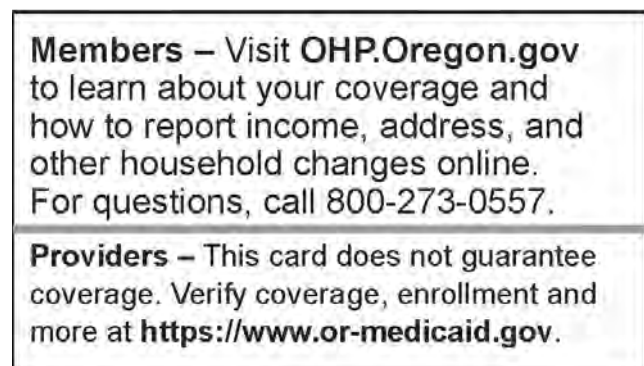 Members – Visit OHP.Oregon.gov
to learn about your coverage and
how to report income, address, and
other household changes online.
For questions, call 800-273-0557.
Providers – This card does not guarantee
coverage. Verify coverage, enrollment and
more at https://www.or-medicaid.gov.